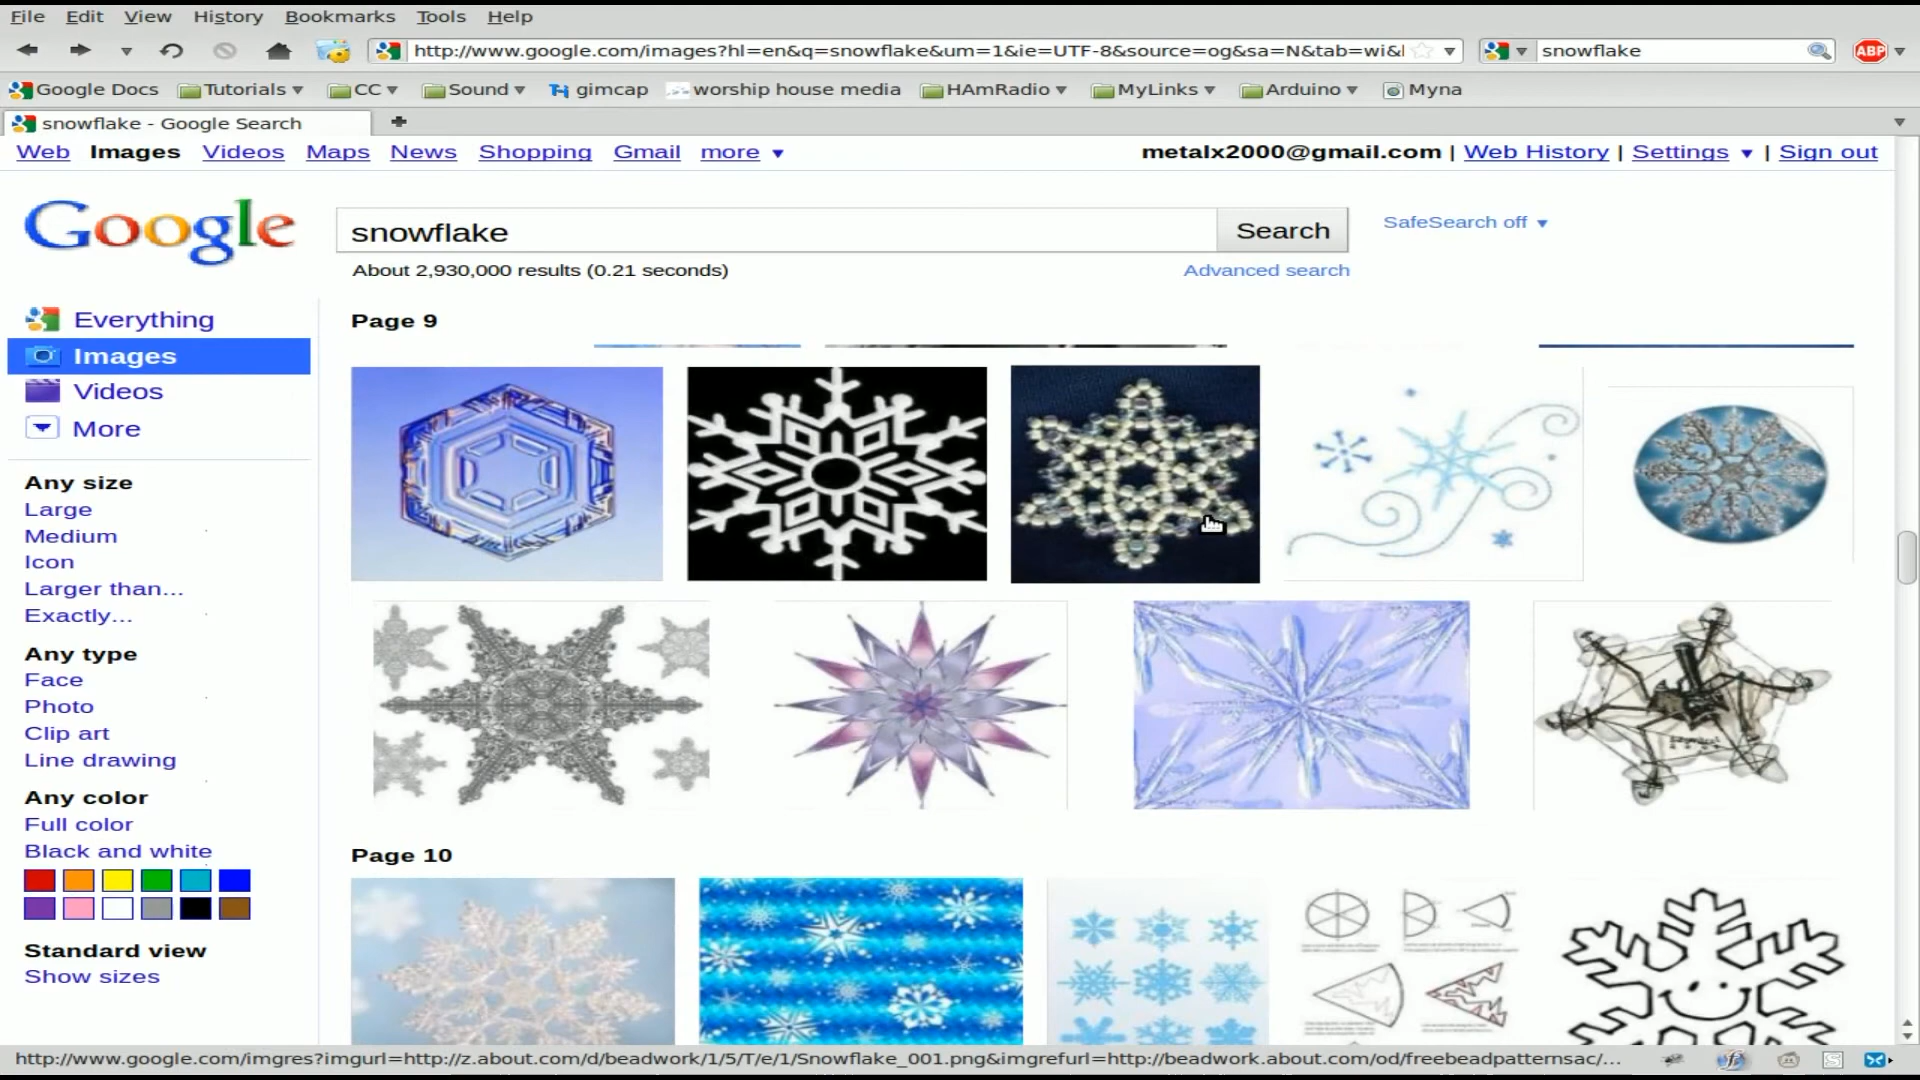 File Edit View History Bookmarks Tools Help
http://www.google.com/images?hl=en&q=snowflake&um=1&ie=UTF-8&source=og&sa=N&tab=wi& snowflake ABP
Google Docs Tutorials CC Sound gimcap worship house media HAmRadio MyLinks Arduino Myna
snowflake - Google Search
Web Images Videos Maps News Shopping Gmail more metalx2000@gmail.com | Web History | Settings | Sign out
Google snowflake Search SafeSearch off
About 2,930,000 results (0.21 seconds) Advanced search
Everything
Images
Videos
More
Any size
Large
Medium
Icon
Larger than...
Exactly...
Any type
Face
Photo
Clip art
Line drawing
Any color
Full color
Black and white
Standard view
Show sizes
Page 9
Page 10
http://www.google.com/imgres?imgurl=http://z.about.com/d/beadwork/1/5/T/e/1/Snowflake_001.png&imgrefurl=http://beadwork.about.com/od/freebeadpatternsac/...